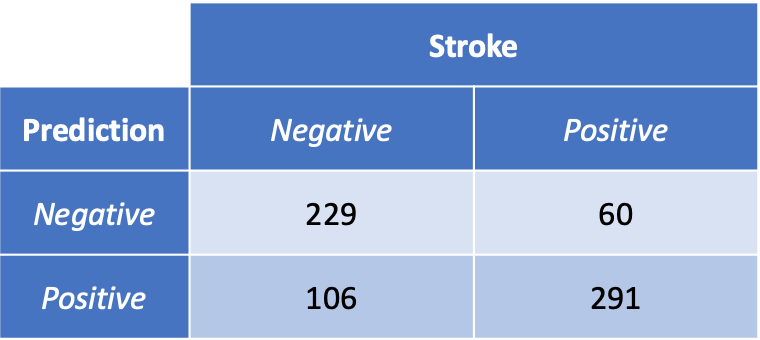 Stroke
Prediction Negative Positive
Negative 229 60
Positive 106 291